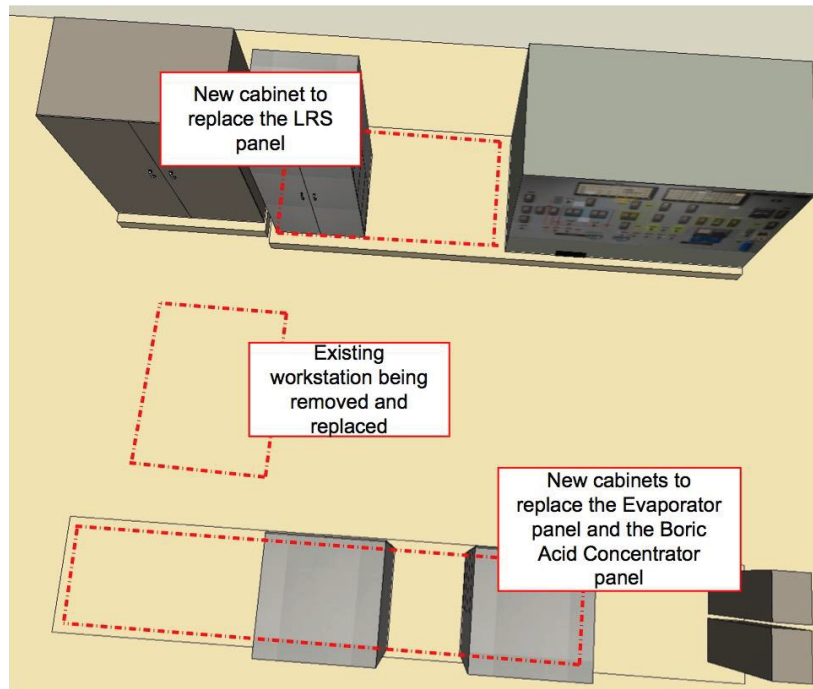 New cabinet to
replace the LRS
panel
Existing
workstation being
removed and
replaced
New cabinets to
replace the Evaporator
panel and the Boric
Acid Concentrator
panel